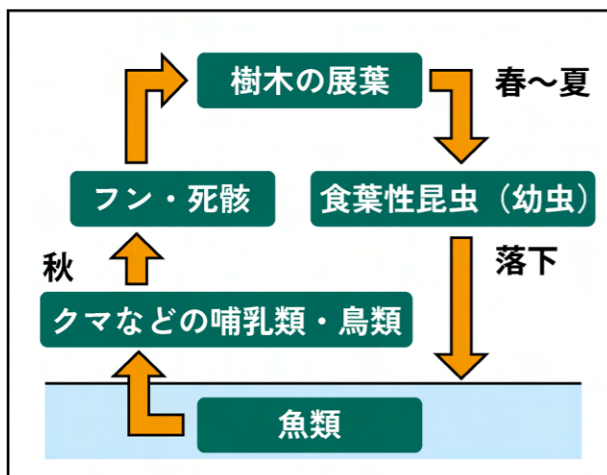 樹木の展葉
春～夏
フン・死骸
食葉性昆虫（幼虫）
秋
落下
クマなどの哺乳類・鳥類
魚類